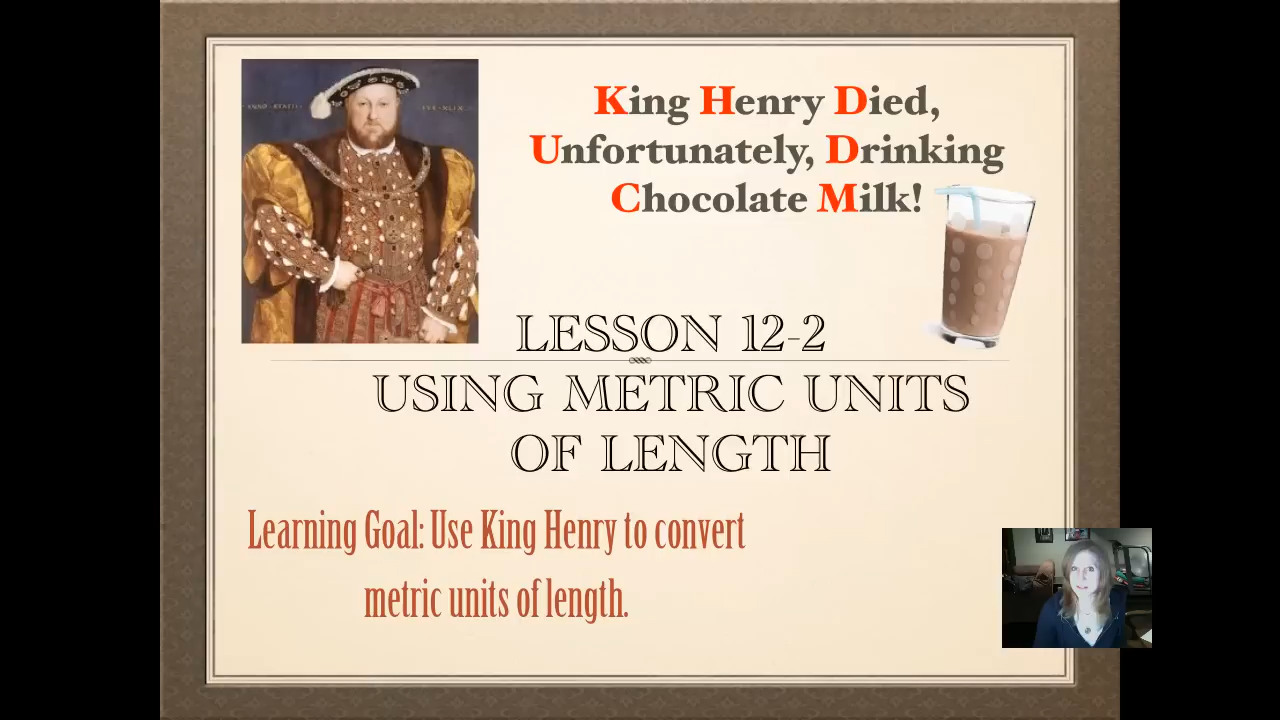 King Henry Died,
Unfortunately, Drinking
Chocolate Milk!
LESSON 12-2
USING METRIC UNITS
OF LENGTH
Learning Goal: Use King Henry to convert
metric units of length.